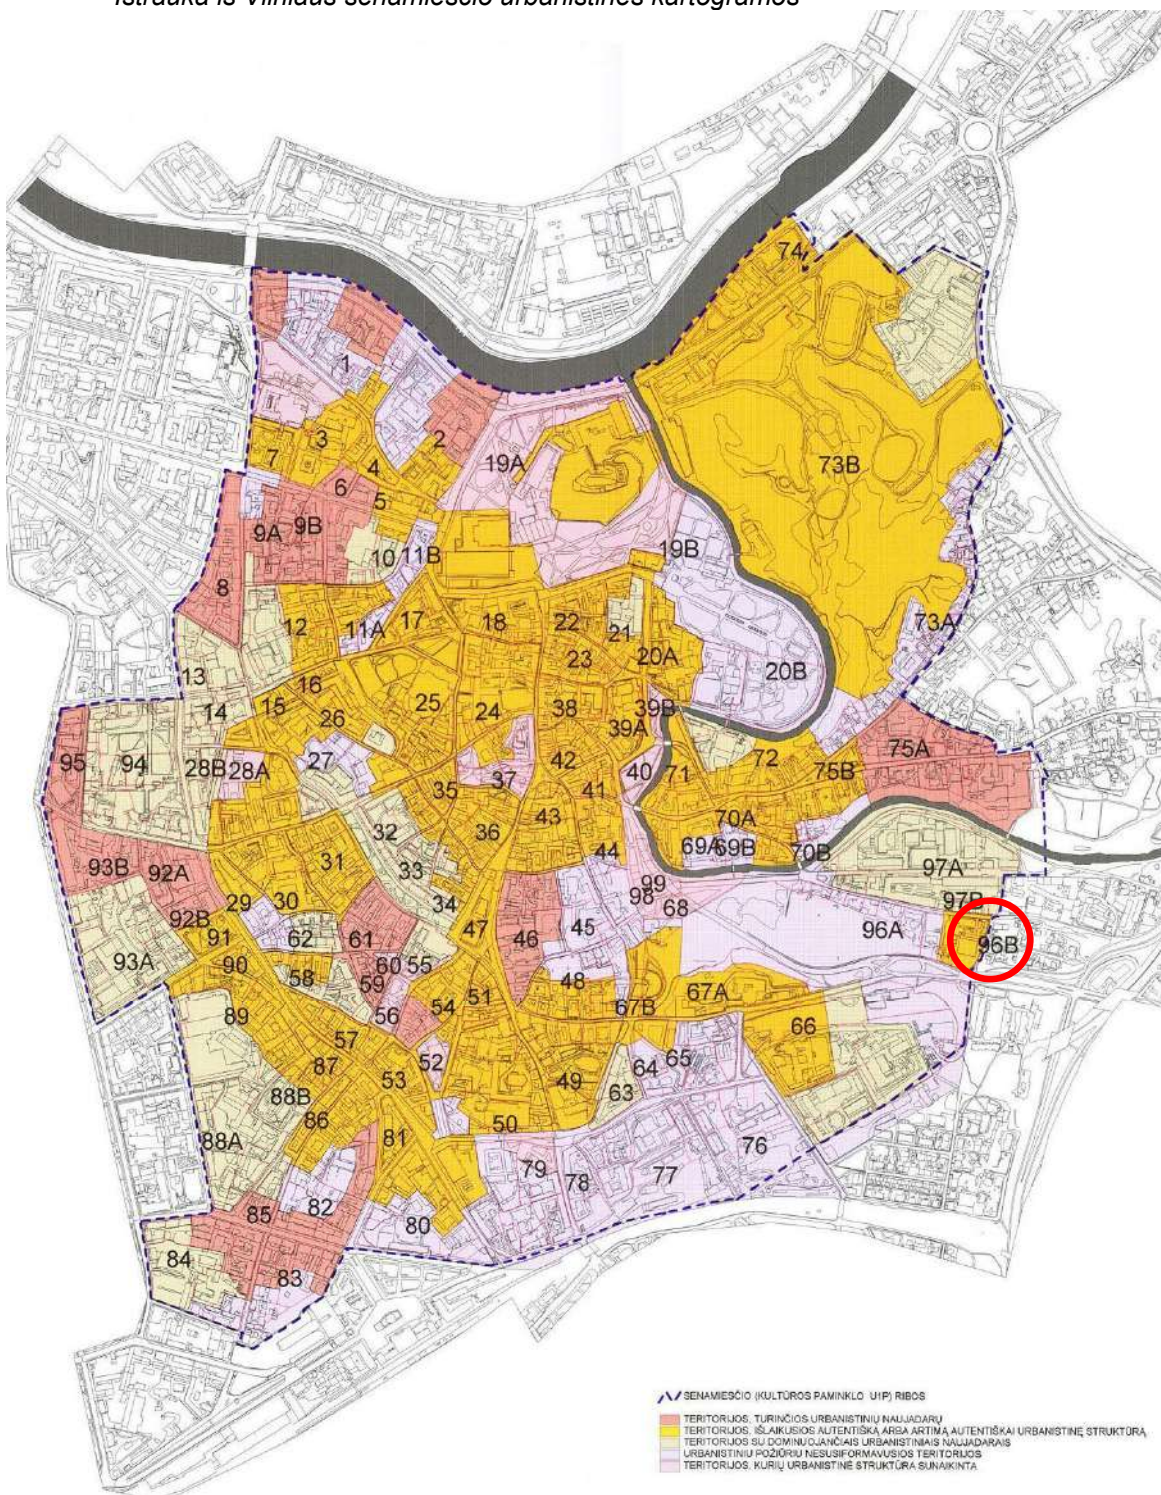 Ištrauka iš Vilniaus senamiesčio urbanistinės kartogramos
74
1
3
2
7
4
19A
73B
6
5
9A
9B
10
11B
19B
8
12
11A
17
18
22
21
73A
13
23
20A
20B
16
14
15
26
25
24
38
39B
39A
75A
95
94
28B
28A
27
37
42
40
71
72
75B
35
41
32
36
43
70A
33
69A
69B
70B
93B
92A
31
44
97A
29
30
34
99
98
68
97B
92B
91
62
61
47
46
45
96A
96B
93A
90
58
60
55
59
48
67A
89
54
51
67B
56
57
66
87
52
65
53
49
64
88B
63
86
50
81
88A
76
79
78
77
82
85
80
84
83
SENAMIESČIO (KULTŪROS PAMINKLO U1P) RIBOS
TERITORIJOS, TURINČIOS URBANISTINIŲ NAUJADARŲ
TERITORIJOS, IŠLAIKUSIOS AUTENTIŠKĄ ARBA ARTIMĄ AUTENTIŠKAI URBANISTINĘ STRUKTŪRĄ
TERITORIJOS SU DOMINUOJANČIAIS URBANISTINIAIS NAUJADARAIS
URBANISTINIU POŽIŪRIU NESUSIFORMAVUSIOS TERITORIJOS
TERITORIJOS, KURIŲ URBANISTINĖ STRUKTŪRA SUNAIKINTA